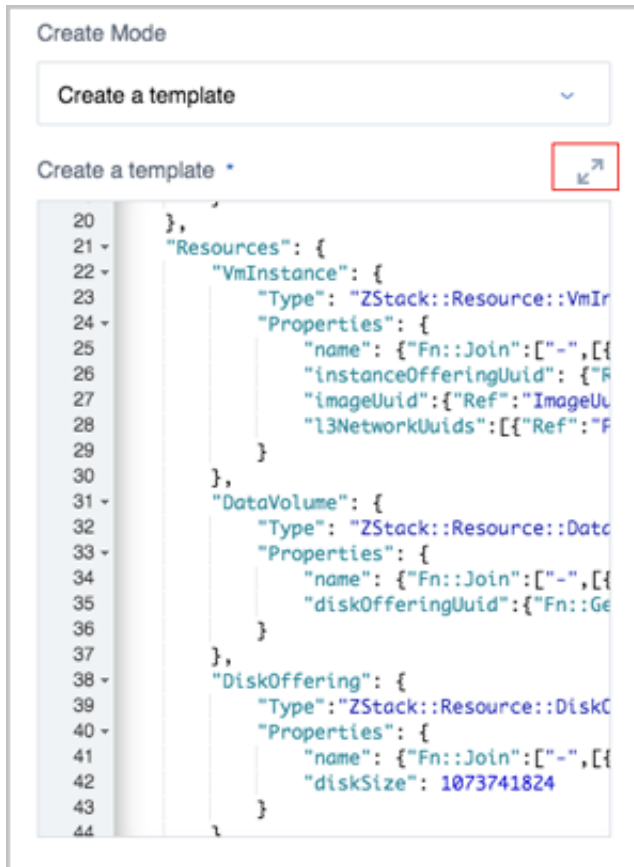 Create Mode
Create a template
Create a template *
20 },
21 "Resources": {
22 "VmInstance": {
23 "Type": "ZStack::Resource::VmIr
24 "Properties": {
25 "name": {"Fn::Join":["-",[{
26 "instanceOfferingUuid": {"R
27 "imageUuid":{"Ref":"ImageUu
28 "l3NetworkUuids":[{"Ref":"P
29 }
30 },
31 "DataVolume": {
32 "Type": "ZStack::Resource::Data
33 "Properties": {
34 "name": {"Fn::Join":["-",[{
35 "diskOfferingUuid":{"Fn::Ge
36 }
37 },
38 "DiskOffering": {
39 "Type":"ZStack::Resource::DiskO
40 "Properties": {
41 "name": {"Fn::Join":["-",[{
42 "diskSize": 1073741824
43 }
44 }